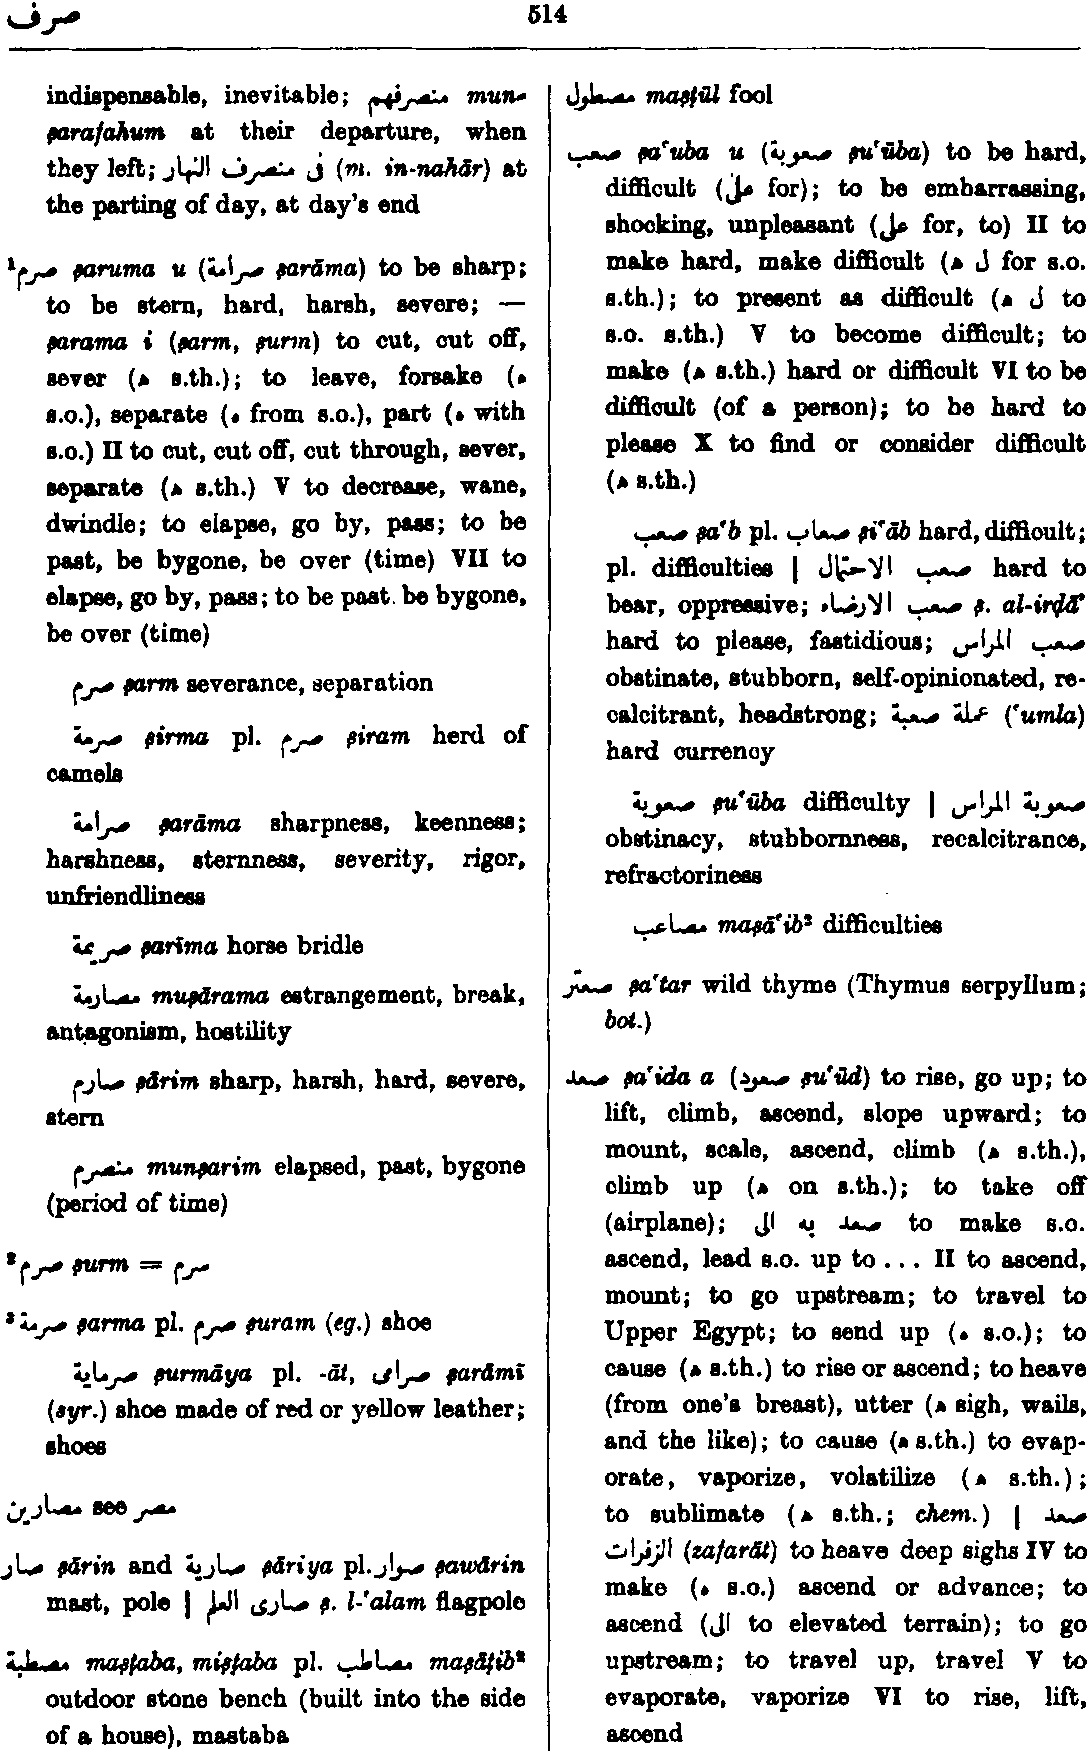 صرف
514
indispensable, inevitable; منصرفهم mun-
ṣarafahum at their departure, when
they left; فى منصرف النهار (m. in-nahār) at
the parting of day, at day's end
¹صرم ṣaruma u (صرامة ṣarāma) to be sharp;
to be stern, hard, harsh, severe; —
ṣarama i (ṣarm, ṣurm) to cut, cut off,
sever (ھ s.th.); to leave, forsake (ه
s.o.), separate (ه from s.o.), part (ه with
s.o.) II to cut, cut off, cut through, sever,
separate (ھ s.th.) V to decrease, wane,
dwindle; to elapse, go by, pass; to be
past, be bygone, be over (time) VII to
elapse, go by, pass; to be past. be bygone,
be over (time)
صرم ṣarm severance, separation
صرمة ṣirma pl. صرم ṣiram herd of
camels
صرامة ṣarāma sharpness, keenness;
harshness, sternness, severity, rigor,
unfriendliness
صريمة ṣarīma horse bridle
مصارمة muṣārama estrangement, break,
antagonism, hostility
صارم ṣārim sharp, harsh, hard, severe,
stern
منصرم munṣarim elapsed, past, bygone
(period of time)
²صرم ṣurm = سرم
³صرمة ṣarma pl. صرم ṣuram (eg.) shoe
صرماية ṣurmāya pl. -āt, صرامى ṣarāmī
(syr.) shoe made of red or yellow leather;
shoes
مصارين see مصر
صار ṣārin and صارية ṣāriya pl. صوار ṣawārin
mast, pole | صارى العلم ṣ. l-'alam flagpole
مصطبة maṣṭaba, miṣṭaba pl. مصاطب maṣāṭib²
outdoor stone bench (built into the side
of a house), mastaba
مصطول maṣṭūl fool
صعب ṣa‘uba u (صعوبة ṣu‘ūba) to be hard,
difficult (على for); to be embarrassing,
shocking, unpleasant (على for, to) II to
make hard, make difficult (ل ھ for s.o.
s.th.); to present as difficult (ل ھ to
s.o. s.th.) V to become difficult; to
make (ھ s.th.) hard or difficult VI to be
difficult (of a person); to be hard to
please X to find or consider difficult
(ھ s.th.)
صعب ṣa‘b pl. صعاب ṣi‘āb hard, difficult;
pl. difficulties | صعب الاحتمال hard to
bear, oppressive; صعب الارضاء ṣ. al-irḍā’
hard to please, fastidious; صعب المراس
obstinate, stubborn, self-opinionated, re-
calcitrant, headstrong; عملة صعبة (‘umla)
hard currency
صعوبة ṣu‘ūba difficulty | صعوبة المراس
obstinacy, stubbornness, recalcitrance,
refractoriness
مصاعب maṣā‘ib² difficulties
صعتر ṣa‘tar wild thyme (Thymus serpyllum;
bot.)
صعد ṣa‘ida a (صعود ṣu‘ūd) to rise, go up; to
lift, climb, ascend, slope upward; to
mount, scale, ascend, climb (ھ s.th.),
climb up (ھ on s.th.); to take off
(airplane); صعد به الى to make s.o.
ascend, lead s.o. up to ... II to ascend,
mount; to go upstream; to travel to
Upper Egypt; to send up (ه s.o.); to
cause (ھ s.th.) to rise or ascend; to heave
(from one's breast), utter (ھ sigh, wails,
and the like); to cause (ھ s.th.) to evap-
orate, vaporize, volatilize (ھ s.th.);
to sublimate (ھ s.th.; chem.) | صعد
الزفرات (zafarāt) to heave deep sighs IV to
make (ه s.o.) ascend or advance; to
ascend (الى to elevated terrain); to go
upstream; to travel up, travel V to
evaporate, vaporize VI to rise, lift,
ascend